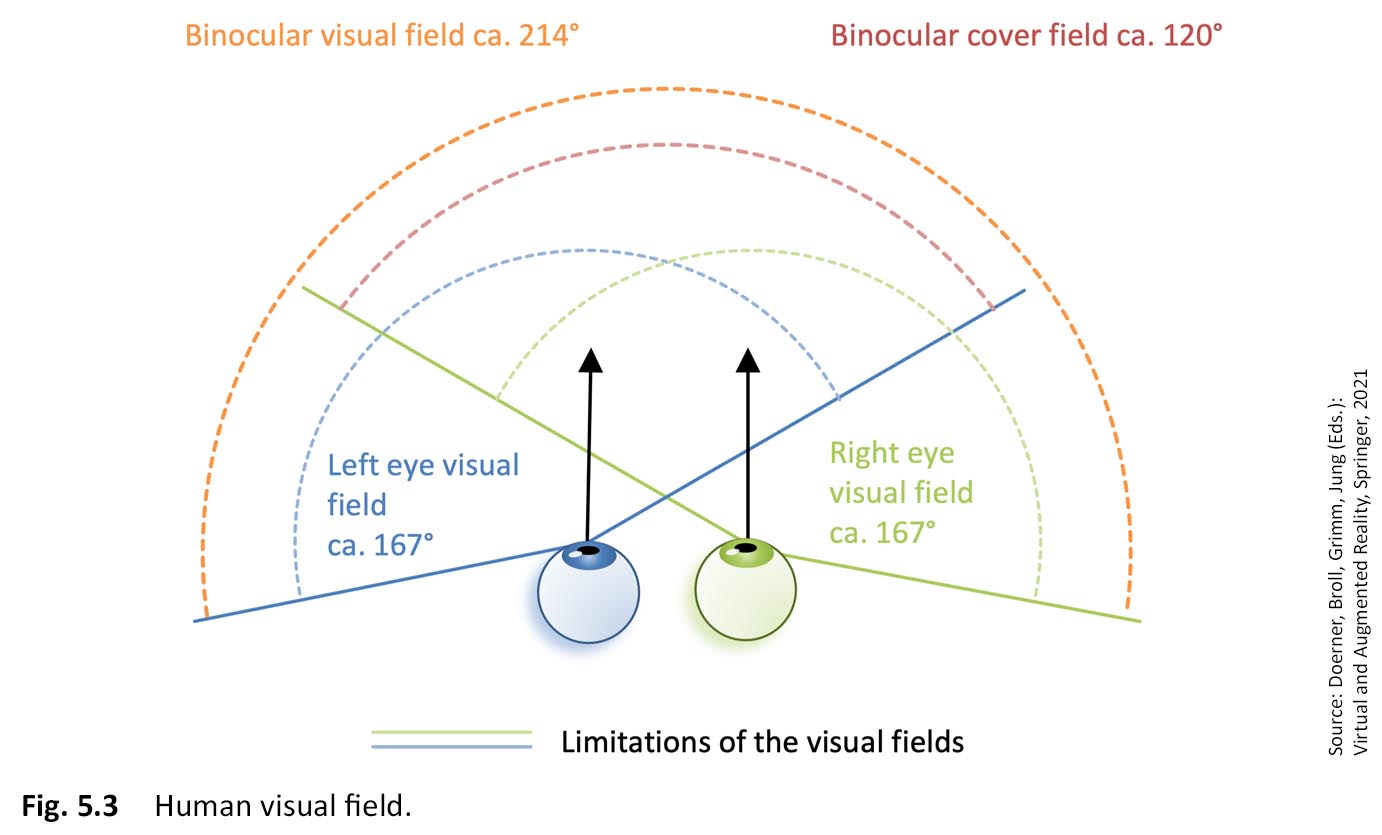 Binocular visual field ca. 214°
Binocular cover field ca. 120°
Left eye visual
field
ca. 167°
Right eye
visual field
ca. 167°
Limitations of the visual fields
Fig. 5.3 Human visual field.
Source: Doerner, Broll, Grimm, Jung (Eds.):
Virtual and Augmented Reality, Springer, 2021